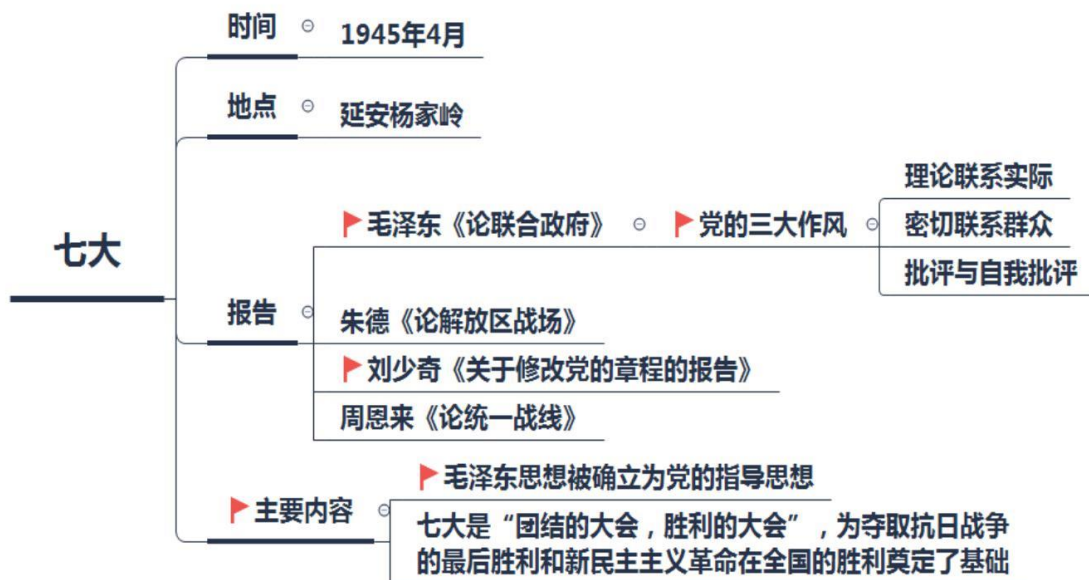 七大
时间
1945年4月
地点
延安杨家岭
报告
毛泽东《论联合政府》
党的三大作风
理论联系实际
密切联系群众
批评与自我批评
朱德《论解放区战场》
刘少奇《关于修改党的章程的报告》
周恩来《论统一战线》
主要内容
毛泽东思想被确立为党的指导思想
七大是“团结的大会，胜利的大会”，为夺取抗日战争
的最后胜利和新民主主义革命在全国的胜利奠定了基础